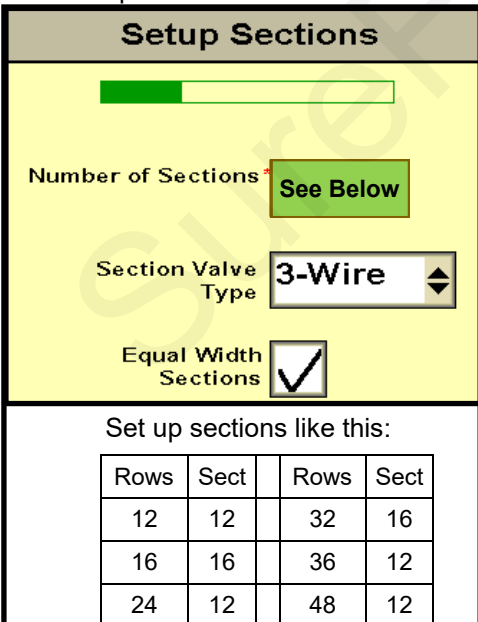 Setup Sections
Number of Sections*
See Below
Section Valve
Type
3-Wire
Equal Width
Sections
Set up sections like this:
Rows Sect Rows Sect
12 12 32 16
16 16 36 12
24 12 48 12